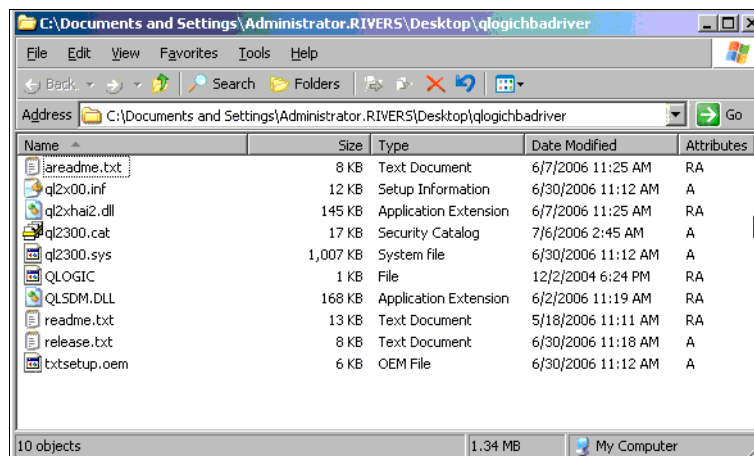 C:\Documents and Settings\Administrator.RIVERS\Desktop\qlogichbadriver
File Edit View Favorites Tools Help
Back Search Folders
Address C:\Documents and Settings\Administrator.RIVERS\Desktop\qlogichbadriver Go
Name Size Type Date Modified Attributes
areadme.txt 8 KB Text Document 6/7/2006 11:25 AM RA
ql2x00.inf 12 KB Setup Information 6/30/2006 11:12 AM A
ql2xhai2.dll 145 KB Application Extension 6/7/2006 11:25 AM RA
ql2300.cat 17 KB Security Catalog 7/6/2006 2:45 AM A
ql2300.sys 1,007 KB System file 6/30/2006 11:12 AM A
QLOGIC 1 KB File 12/2/2004 6:24 PM RA
QLSDM.DLL 168 KB Application Extension 6/2/2006 11:19 AM RA
readme.txt 13 KB Text Document 5/18/2006 11:11 AM RA
release.txt 8 KB Text Document 6/30/2006 11:18 AM A
txtsetup.oem 6 KB OEM File 6/30/2006 11:12 AM A
10 objects 1.34 MB My Computer